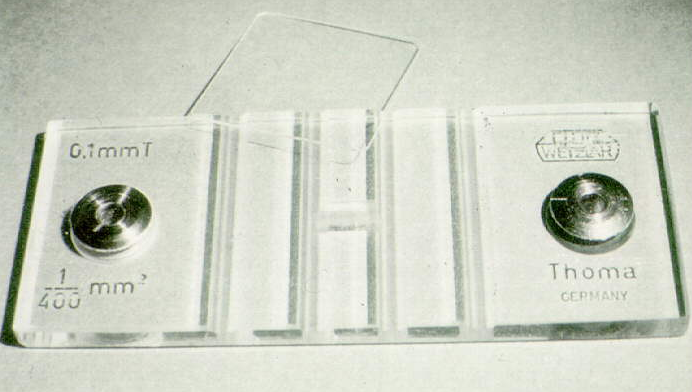 0.1mmT
1/400 mm²
WETZLAR
Thoma
GERMANY